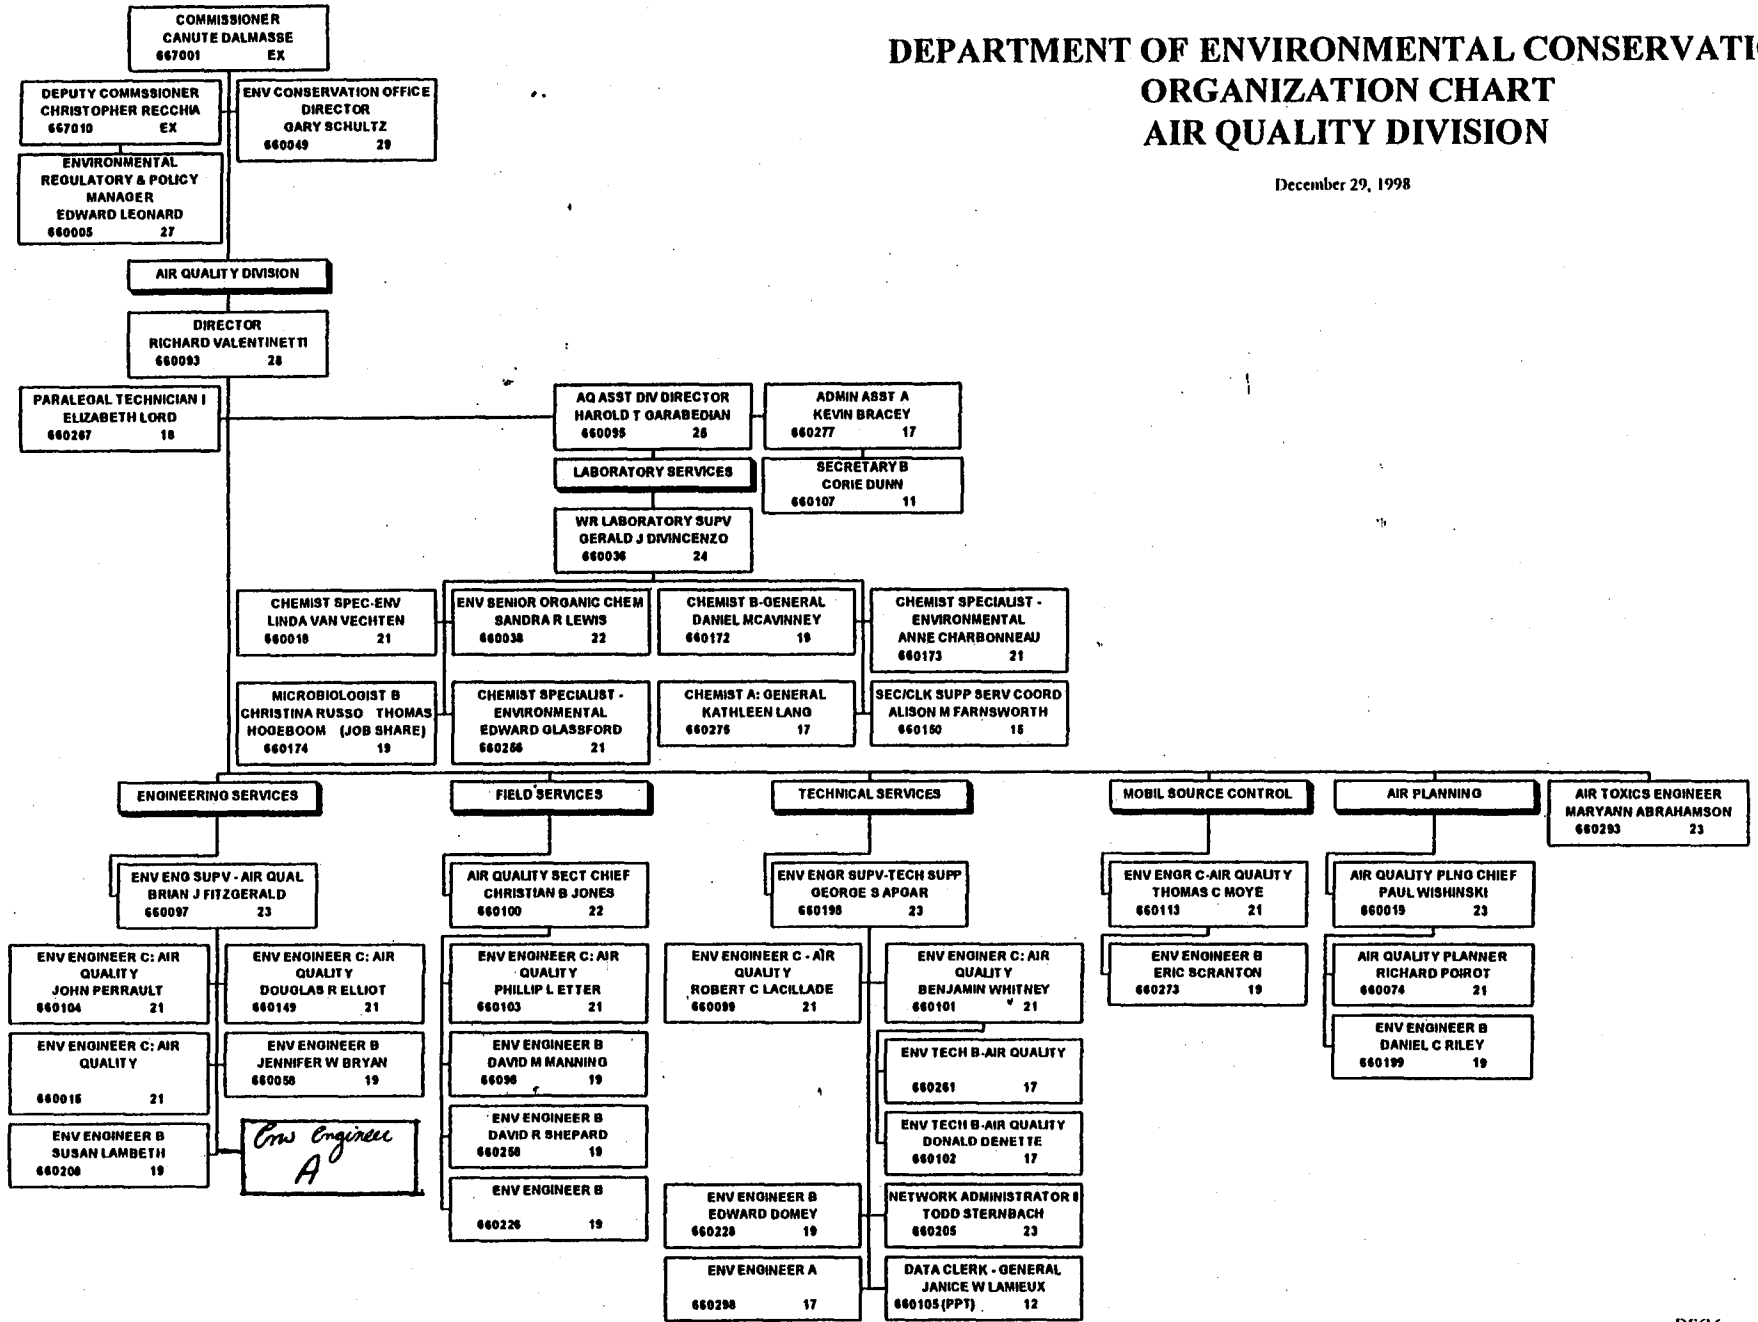 DEPARTMENT OF ENVIRONMENTAL CONSERVATI
ORGANIZATION CHART
AIR QUALITY DIVISION
December 29, 1998
COMMISSIONER
CANUTE DALMASSE
667001 EX
DEPUTY COMMSSIONER
CHRISTOPHER RECCHIA
667010 EX
ENV CONSERVATION OFFICE
DIRECTOR
GARY SCHULTZ
660049 29
ENVIRONMENTAL
REGULATORY & POLICY
MANAGER
EDWARD LEONARD
660005 27
AIR QUALITY DIVISION
DIRECTOR
RICHARD VALENTINETTI
660093 28
PARALEGAL TECHNICIAN I
ELIZABETH LORD
660267 18
AQ ASST DIV DIRECTOR
HAROLD T GARABEDIAN
660095 26
ADMIN ASST A
KEVIN BRACEY
660277 17
LABORATORY SERVICES
SECRETARY B
CORIE DUNN
660107 11
WR LABORATORY SUPV
GERALD J DIVINCENZO
660036 24
CHEMIST SPEC-ENV
LINDA VAN VECHTEN
660018 21
ENV SENIOR ORGANIC CHEM
SANDRA R LEWIS
660038 22
CHEMIST B-GENERAL
DANIEL MCAVINNEY
660172 19
CHEMIST SPECIALIST -
ENVIRONMENTAL
ANNE CHARBONNEAU
660173 21
MICROBIOLOGIST B
CHRISTINA RUSSO THOMAS
HOGEBOOM (JOB SHARE)
660174 19
CHEMIST SPECIALIST -
ENVIRONMENTAL
EDWARD GLASSFORD
660256 21
CHEMIST A: GENERAL
KATHLEEN LANG
660275 17
SEC/CLK SUPP SERV COORD
ALISON M FARNSWORTH
660150 15
ENGINEERING SERVICES
FIELD SERVICES
TECHNICAL SERVICES
MOBIL SOURCE CONTROL
AIR PLANNING
AIR TOXICS ENGINEER
MARYANN ABRAHAMSON
660293 23
ENV ENG SUPV - AIR QUAL
BRIAN J FITZGERALD
660097 23
AIR QUALITY SECT CHIEF
CHRISTIAN B JONES
660100 22
ENV ENGR SUPV-TECH SUPP
GEORGE S APGAR
660198 23
ENV ENGR C-AIR QUALITY
THOMAS C MOYE
660113 21
AIR QUALITY PLNG CHIEF
PAUL WISHINSKI
660019 23
ENV ENGINEER C: AIR
QUALITY
JOHN PERRAULT
660104 21
ENV ENGINEER C: AIR
QUALITY
DOUGLAS R ELLIOT
660149 21
ENV ENGINEER C: AIR
QUALITY
PHILLIP L ETTER
660103 21
ENV ENGINEER C - AIR
QUALITY
ROBERT C LACILLADE
660099 21
ENV ENGINER C: AIR
QUALITY
BENJAMIN WHITNEY
660101 21
ENV ENGINEER B
ERIC SCRANTON
660273 19
AIR QUALITY PLANNER
RICHARD POIROT
660074 21
ENV ENGINEER C: AIR
QUALITY
660015 21
ENV ENGINEER B
JENNIFER W BRYAN
660058 19
ENV ENGINEER B
DAVID M MANNING
66096 19
ENV TECH B-AIR QUALITY
660261 17
ENV ENGINEER B
DANIEL C RILEY
660199 19
ENV ENGINEER B
SUSAN LAMBETH
660208 19
Env Engineer
A
ENV ENGINEER B
DAVID R SHEPARD
660258 19
ENV TECH B-AIR QUALITY
DONALD DENETTE
660102 17
ENV ENGINEER B
660226 19
ENV ENGINEER B
EDWARD DOMEY
660228 19
NETWORK ADMINISTRATOR II
TODD STERNBACH
660205 23
ENV ENGINEER A
660298 17
DATA CLERK - GENERAL
JANICE W LAMIEUX
660105 (PPT) 12